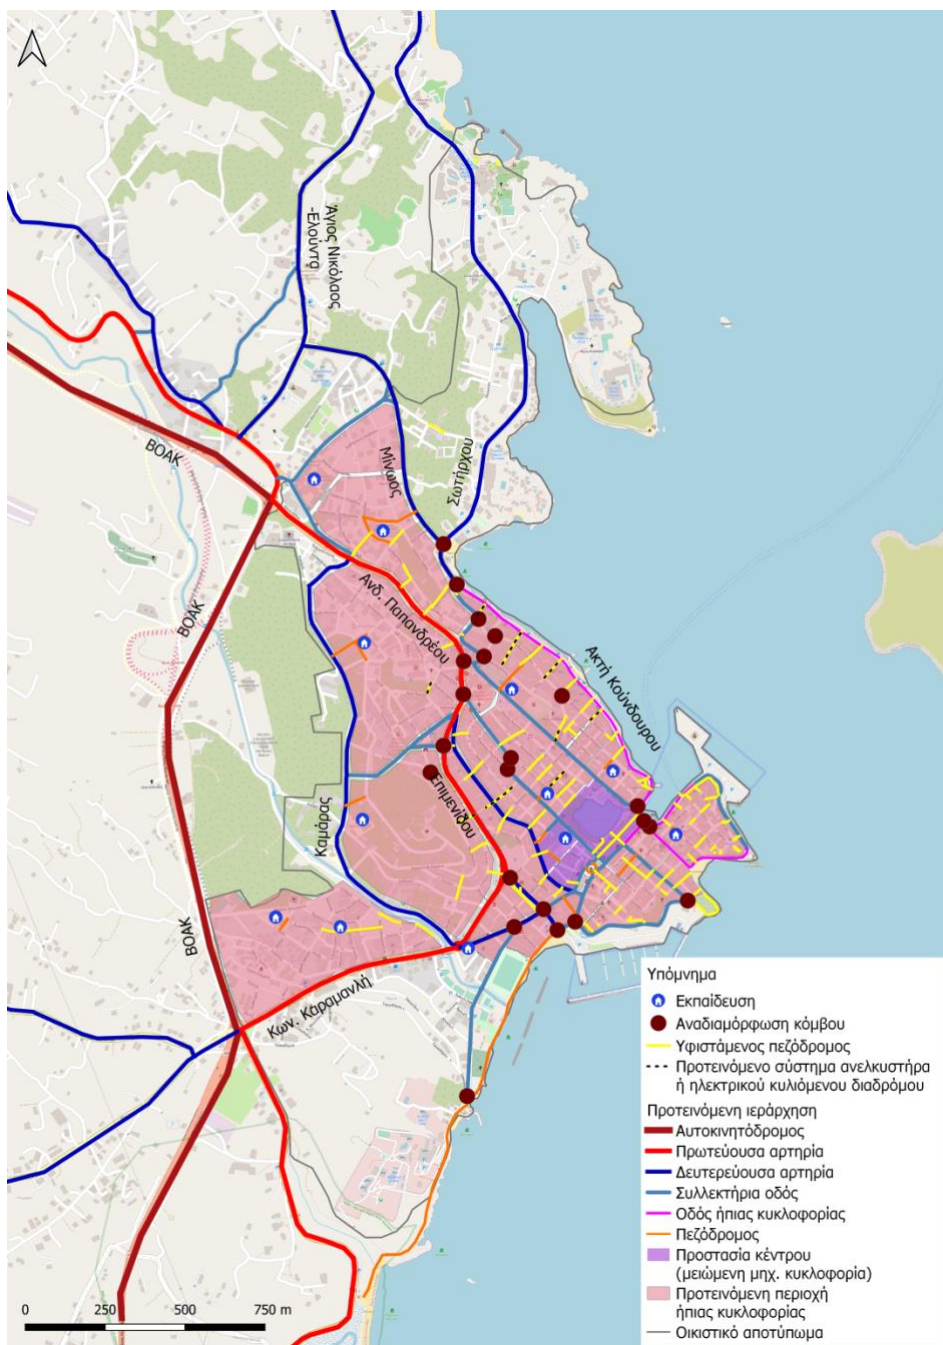 Άγιος Νικόλαος
-Ελούντα
ΒΟΑΚ
Μίνωος
Σωτήρχου
ΒΟΑΚ
Ανδ. Παπανδρέου
Ακτή Κούνδουρου
Επιμενίδου
Καμάρας
ΒΟΑΚ
Κων. Καραμανλή
Υπόμνημα
Εκπαίδευση
Αναδιαμόρφωση κόμβου
Υφιστάμενος πεζόδρομος
Προτεινόμενο σύστημα ανελκυστήρα
ή ηλεκτρικού κυλιόμενου διαδρόμου
Προτεινόμενη ιεράρχηση
Αυτοκινητόδρομος
Πρωτεύουσα αρτηρία
Δευτερεύουσα αρτηρία
Συλλεκτήρια οδός
Οδός ήπιας κυκλοφορίας
Πεζόδρομος
Προστασία κέντρου
(μειώμενη μηχ. κυκλοφορία)
Προτεινόμενη περιοχή
ήπιας κυκλοφορίας
Οικιστικό αποτύπωμα
0 250 500 750 m